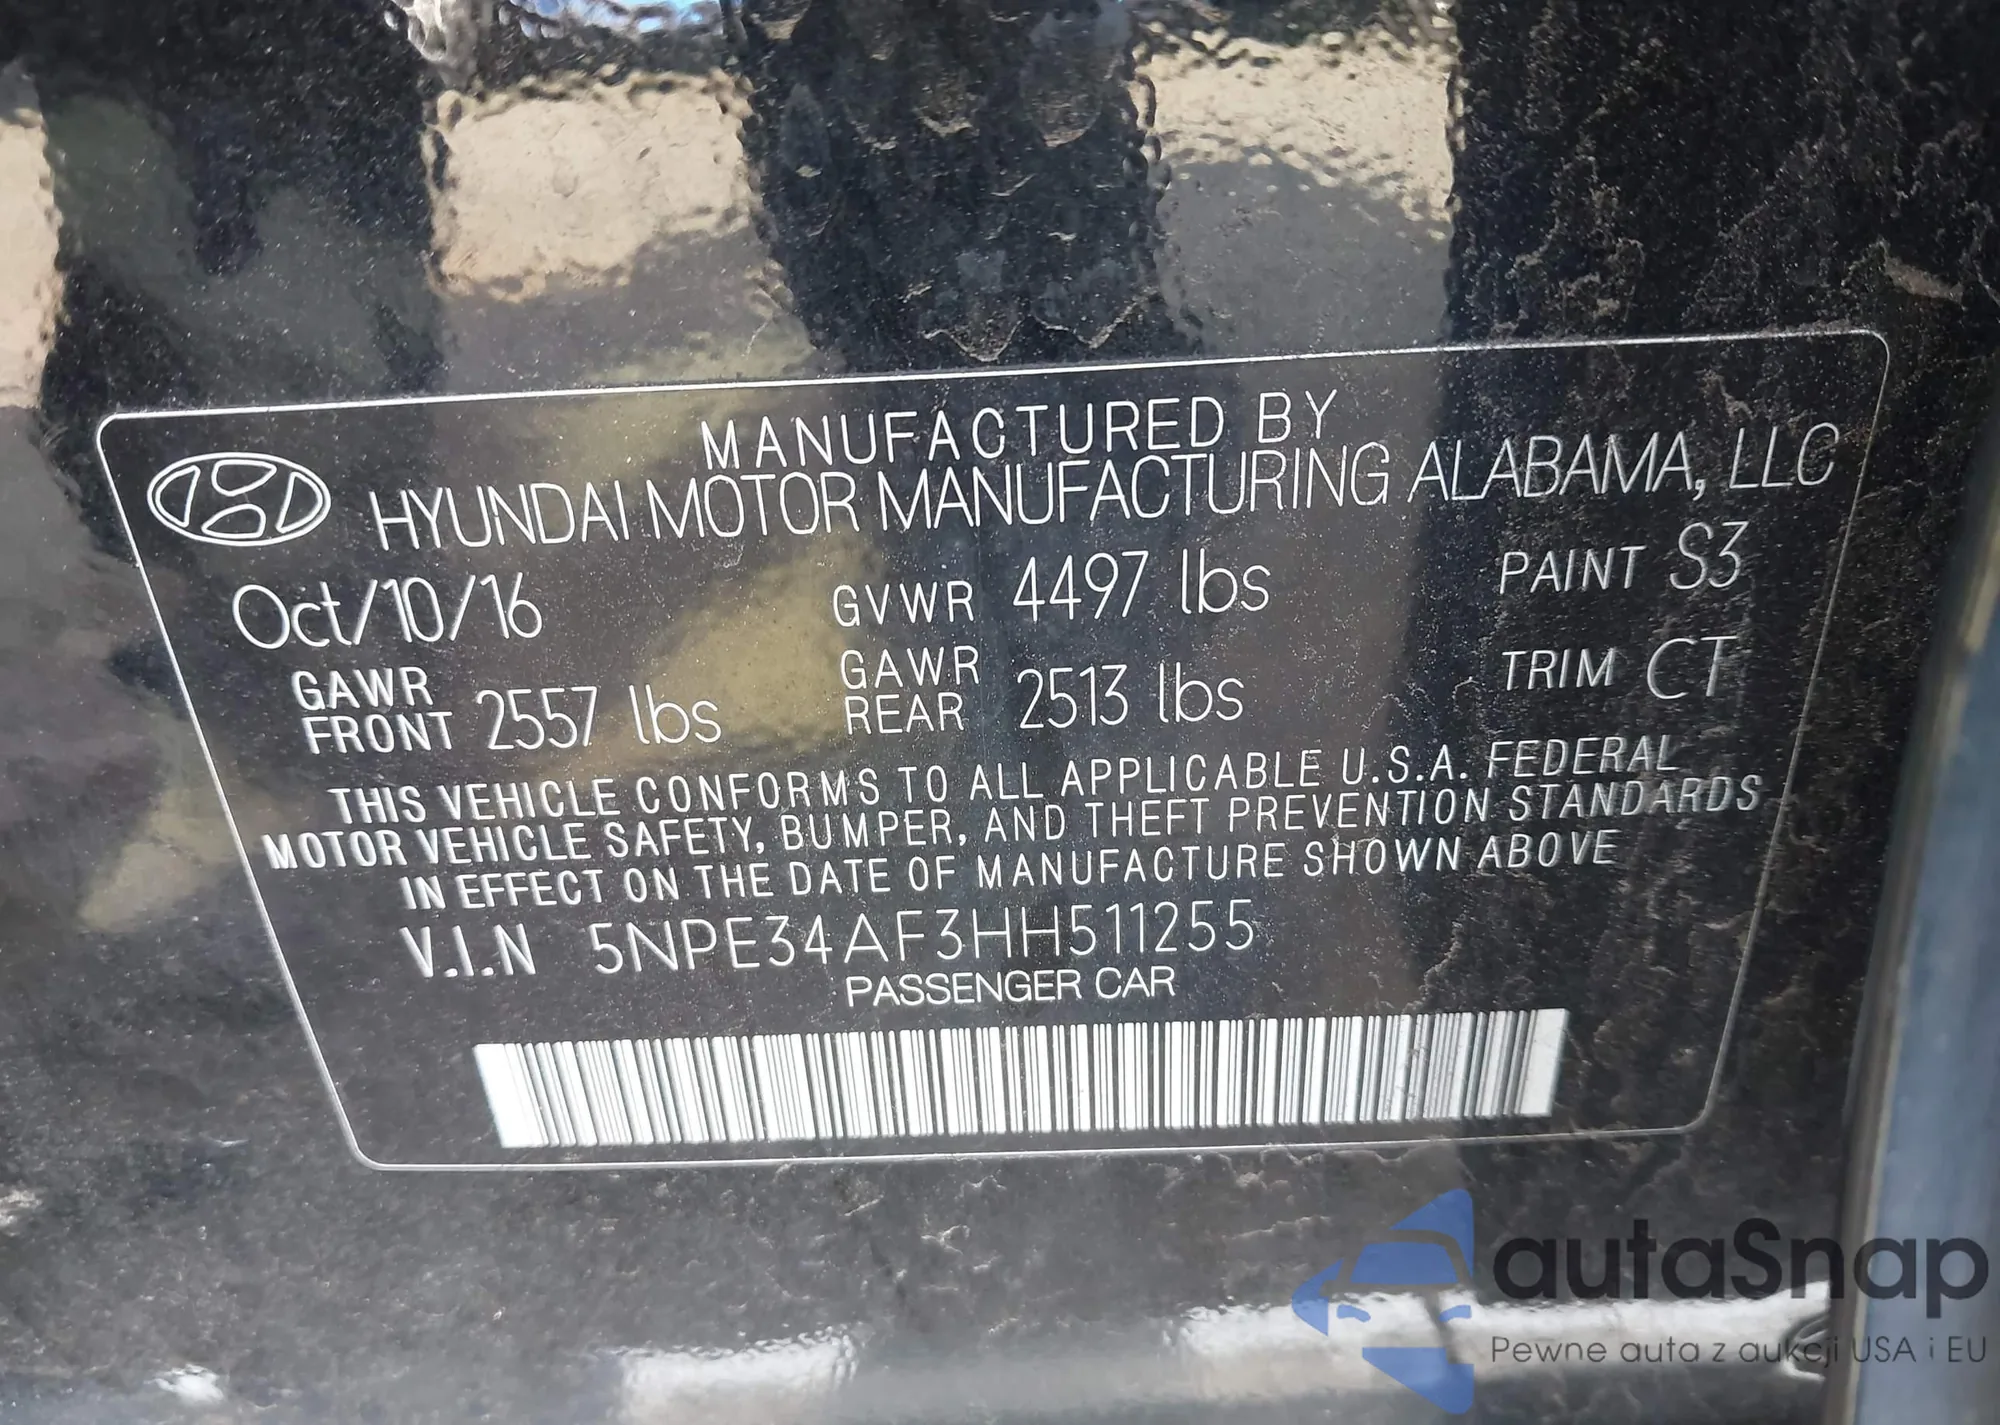 MANUFACTURED BY
HYUNDAI MOTOR MANUFACTURING ALABAMA, LLC
Oct/10/16 GVWR 4497 lbs PAINT S3
GAWR FRONT 2557 lbs GAWR REAR 2513 lbs TRIM CT
THIS VEHICLE CONFORMS TO ALL APPLICABLE U.S.A. FEDERAL
MOTOR VEHICLE SAFETY, BUMPER, AND THEFT PREVENTION STANDARDS
IN EFFECT ON THE DATE OF MANUFACTURE SHOWN ABOVE
V.I.N 5NPE34AF3HH511255
PASSENGER CAR
autaSnap
Pewne auta z aukcji USA i EU